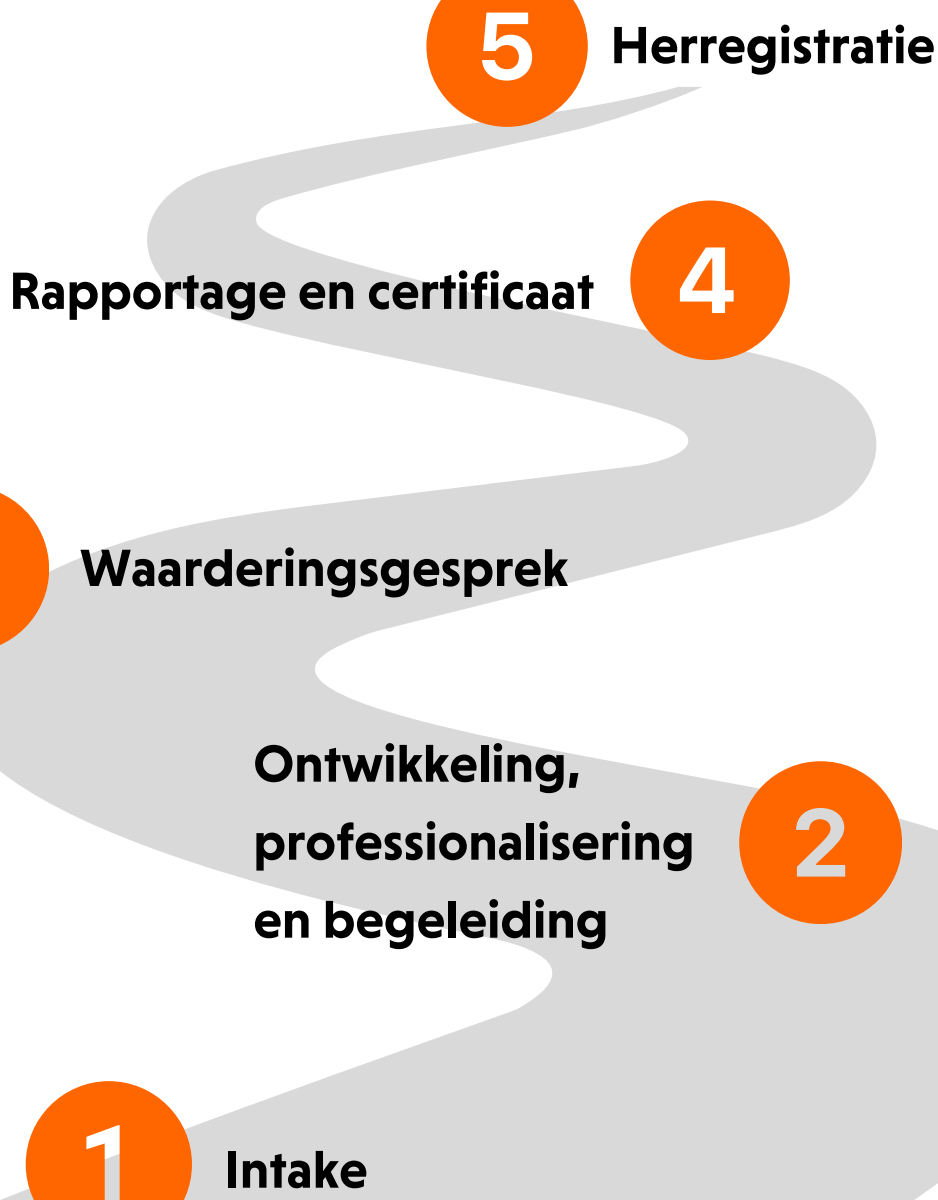 5 Herregistratie
Rapportage en certificaat 4
Waarderingsgesprek
Ontwikkeling,
professionalisering 2
en begeleiding
1 Intake